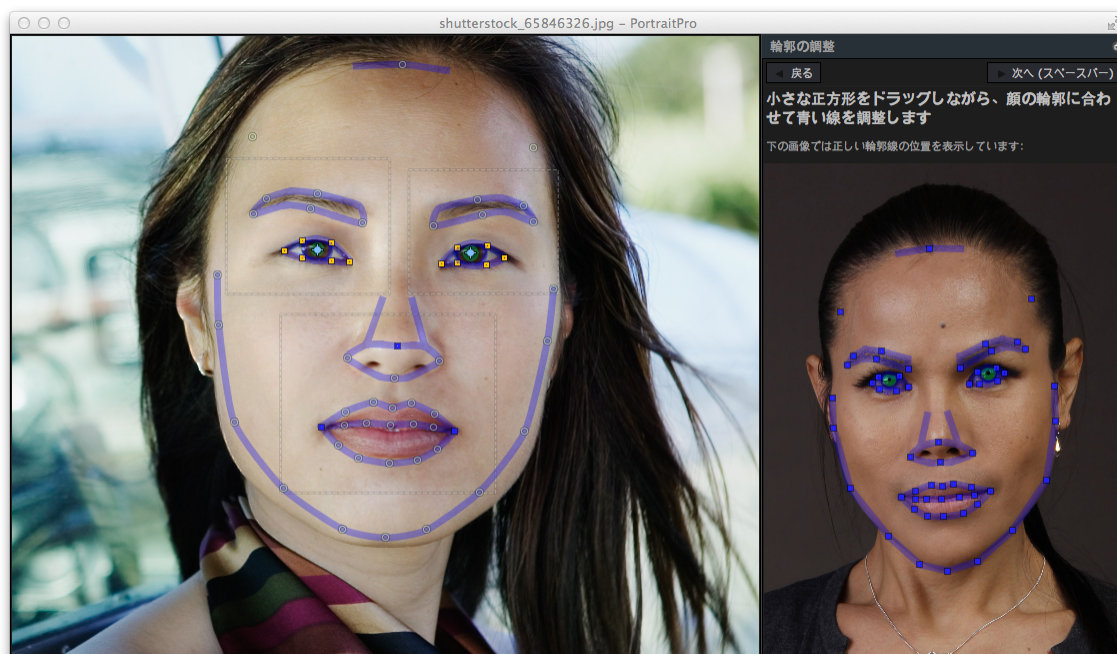 shutterstock_65846326.jpg – PortraitPro
輪郭の調整
戻る
次へ (スペースバー)
小さな正方形をドラッグしながら、顔の輪郭に合わ
せて青い線を調整します
下の画像では正しい輪郭線の位置を表示しています: